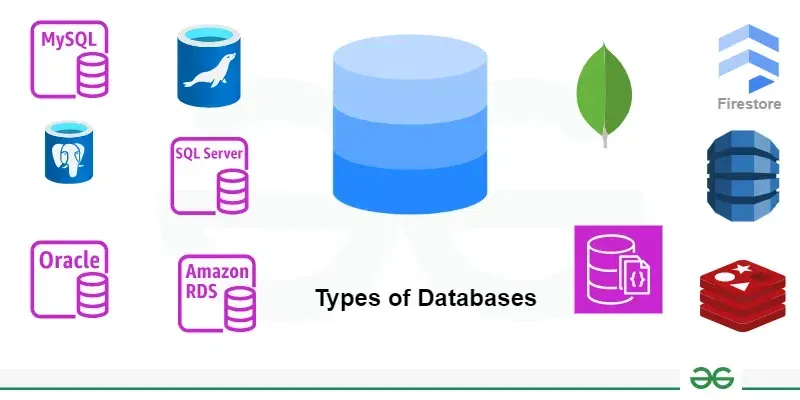 MySQL
SQL Server
Oracle
Amazon
RDS
Types of Databases
{}
Firestore